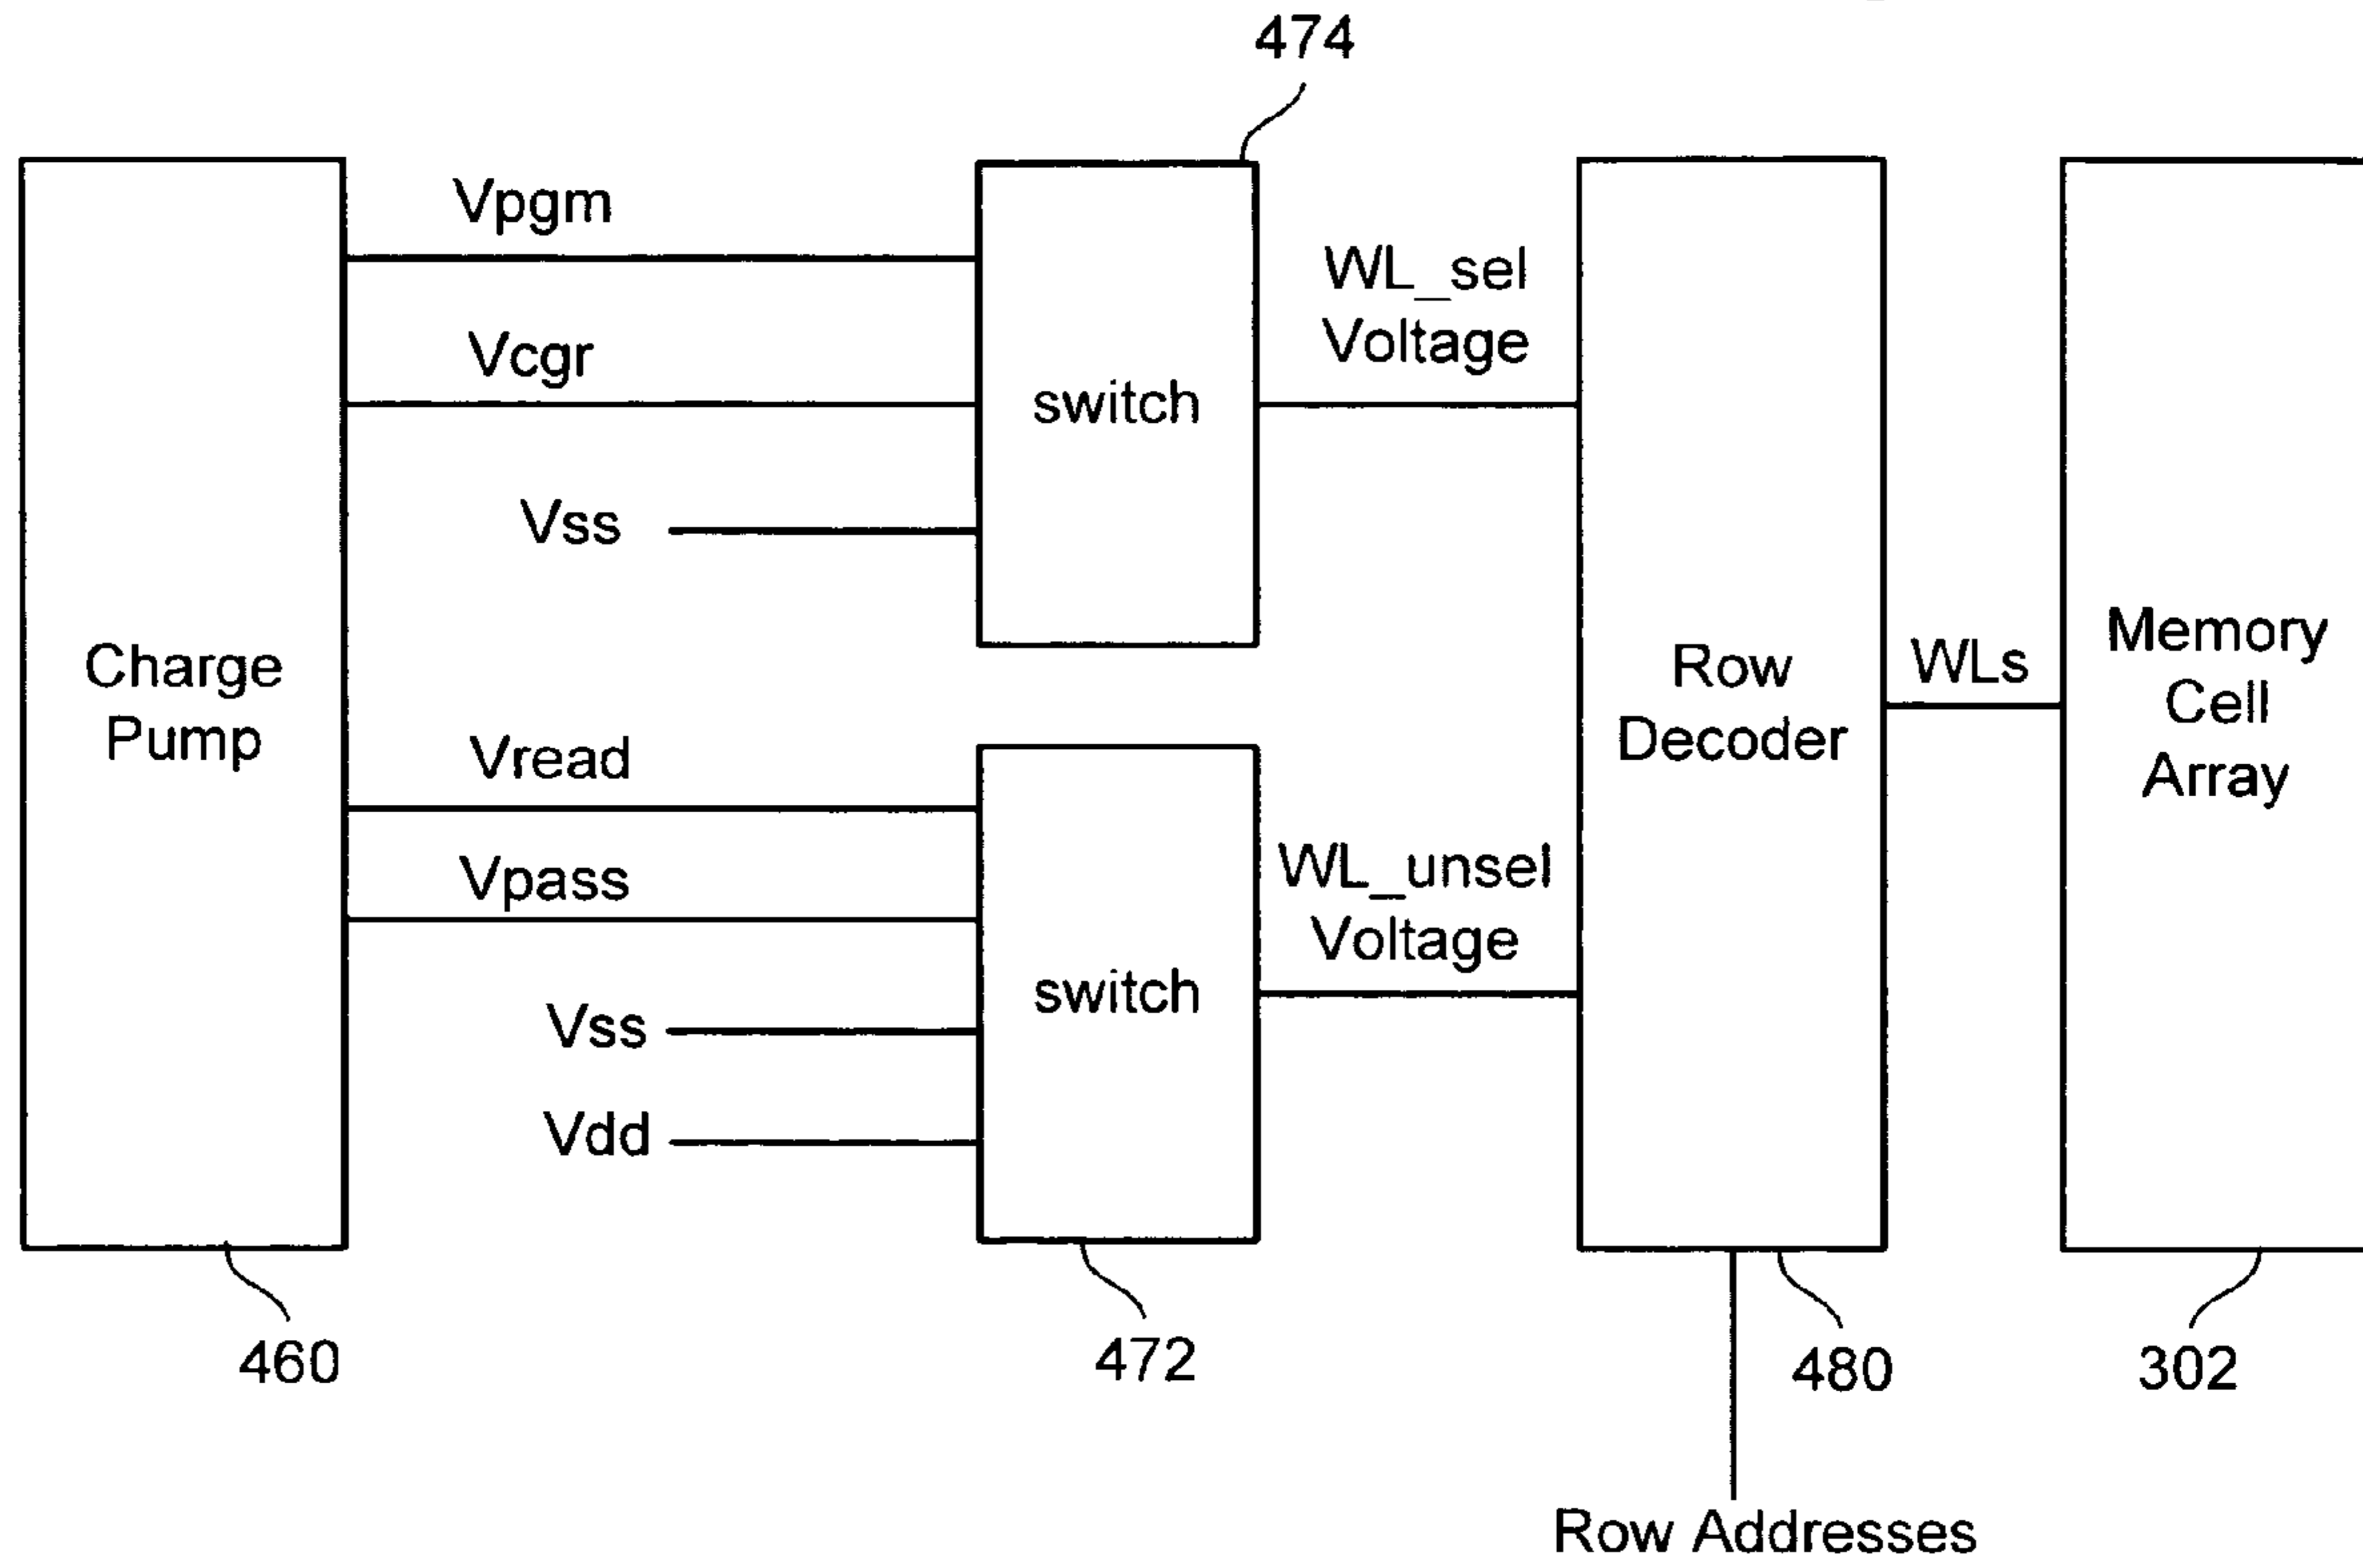 474
Vpgm
WL_sel
Voltage
Vcgr
switch
Vss
Charge
Pump
Row
Decoder
WLs
Memory
Cell
Array
Vread
Vpass
WL_unsel
Voltage
switch
Vss
Vdd
460
472
480
302
Row Addresses